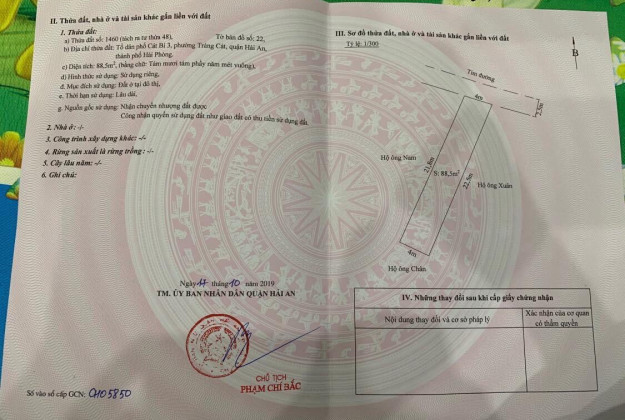 II. Thửa đất, nhà ở và tài sản khác gắn liền với đất
1. Thửa đất:
a) Thửa đất số: 1460 (tách ra từ thửa 48), Tờ bản đồ số: 22,
b) Địa chỉ thửa đất: Tổ dân phố Cát Bi 3, phường Tràng Cát, quận Hải An,
thành phố Hải Phòng.
c) Diện tích: 88,5m², (bằng chữ: Tám mươi tám phẩy năm mét vuông),
d) Hình thức sử dụng: Sử dụng riêng,
đ. Mục đích sử dụng: Đất ở tại đô thị,
e. Thời hạn sử dụng: Lâu dài,
g. Nguồn gốc sử dụng: Nhận chuyển nhượng đất được
Công nhận quyền sử dụng đất như giao đất có thu tiền sử dụng đất.
2. Nhà ở: -/-
3. Công trình xây dựng khác: -/-
4. Rừng sản xuất là rừng trồng: -/-
5. Cây lâu năm: -/-
6. Ghi chú:
Ngày 11 tháng 10 năm 2019
TM. ỦY BAN NHÂN DÂN QUẬN HẢI AN
CHỦ TỊCH
PHẠM CHÍ BẮC
Số vào sổ cấp GCN: CH05850
III. Sơ đồ thửa đất, nhà ở và tài sản khác gắn liền với đất
Tỷ lệ: 1/300
B
Tim đường
4m
2,5m
Hộ ông Nam
21,8m
S: 88,5m²
22,5m
Hộ ông Xuân
4m
Hộ ông Chân
IV. Những thay đổi sau khi cấp giấy chứng nhận
Nội dung thay đổi và cơ sở pháp lý
Xác nhận của cơ quan
có thẩm quyền